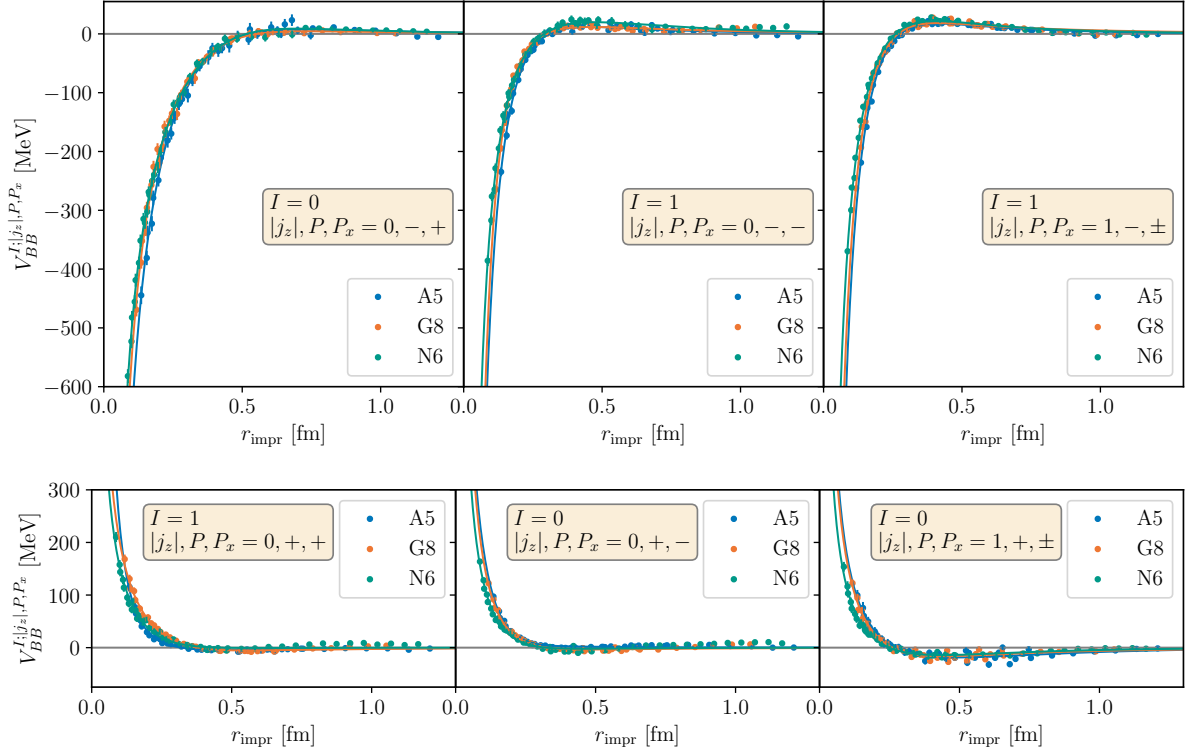 0
−100
−200
−300
−400
−500
−600
V_{BB}^{I;|j_z|,P,P_x} [MeV]
I = 0
|j_z|, P, P_x = 0, −, +
A5
G8
N6
0.0
0.5
1.0
r_impr [fm]
I = 1
|j_z|, P, P_x = 0, −, −
A5
G8
N6
0.0
0.5
1.0
r_impr [fm]
I = 1
|j_z|, P, P_x = 1, −, ±
A5
G8
N6
0.0
0.5
1.0
r_impr [fm]
300
200
100
0
V_{BB}^{I;|j_z|,P,P_x} [MeV]
I = 1
|j_z|, P, P_x = 0, +, +
A5
G8
N6
0.0
0.5
1.0
r_impr [fm]
I = 0
|j_z|, P, P_x = 0, +, −
A5
G8
N6
0.0
0.5
1.0
r_impr [fm]
I = 0
|j_z|, P, P_x = 1, +, ±
A5
G8
N6
0.0
0.5
1.0
r_impr [fm]